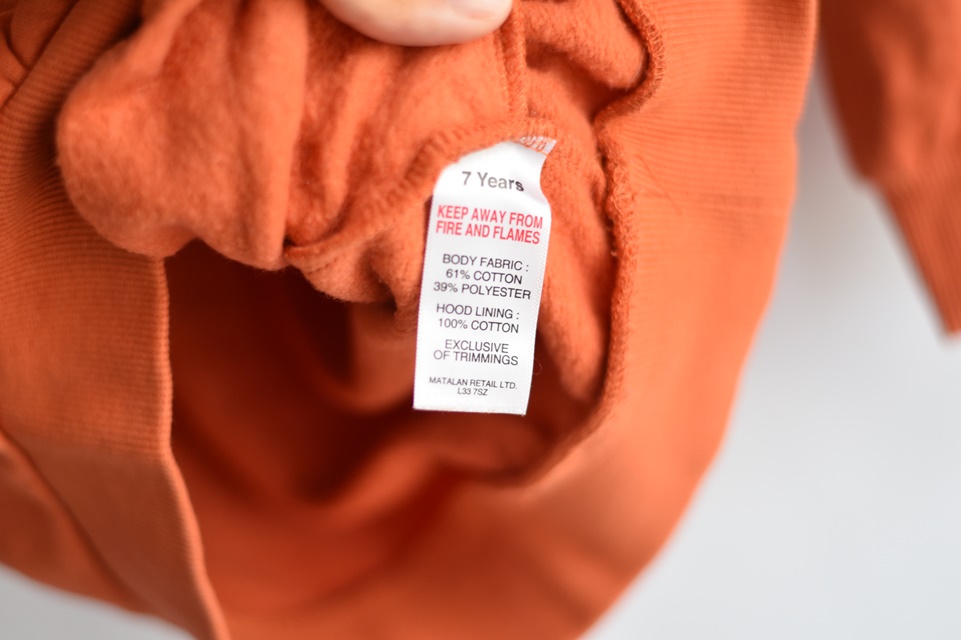 7 Years
KEEP AWAY FROM
FIRE AND FLAMES
BODY FABRIC :
61% COTTON
39% POLYESTER
HOOD LINING :
100% COTTON
EXCLUSIVE
OF TRIMMINGS
MATALAN RETAIL LTD.
L33 7SZ